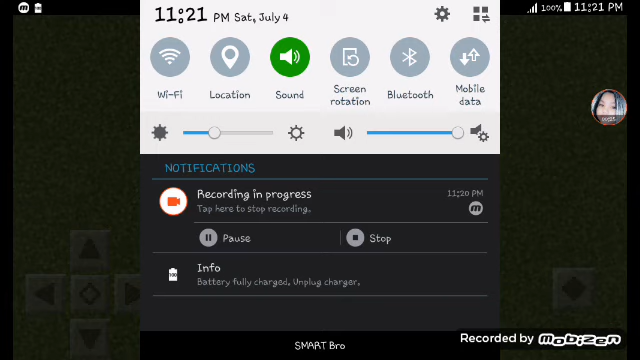 11:21 PM Sat, July 4
100% 11:21 PM
Wi-Fi
Location
Sound
Screen
rotation
Bluetooth
Mobile
data
NOTIFICATIONS
Recording in progress
11:20 PM
Tap here to stop recording.
Pause
Stop
100
Info
Battery fully charged. Unplug charger.
Recorded by Mobizen
SMART Bro